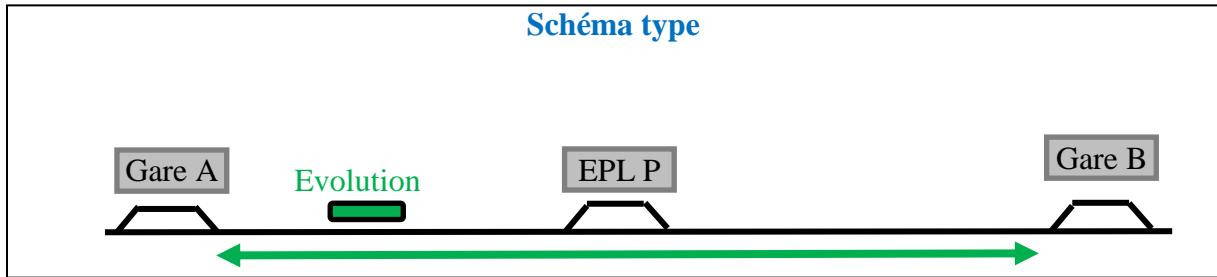 Schéma type
Gare A
Evolution
EPL P
Gare B